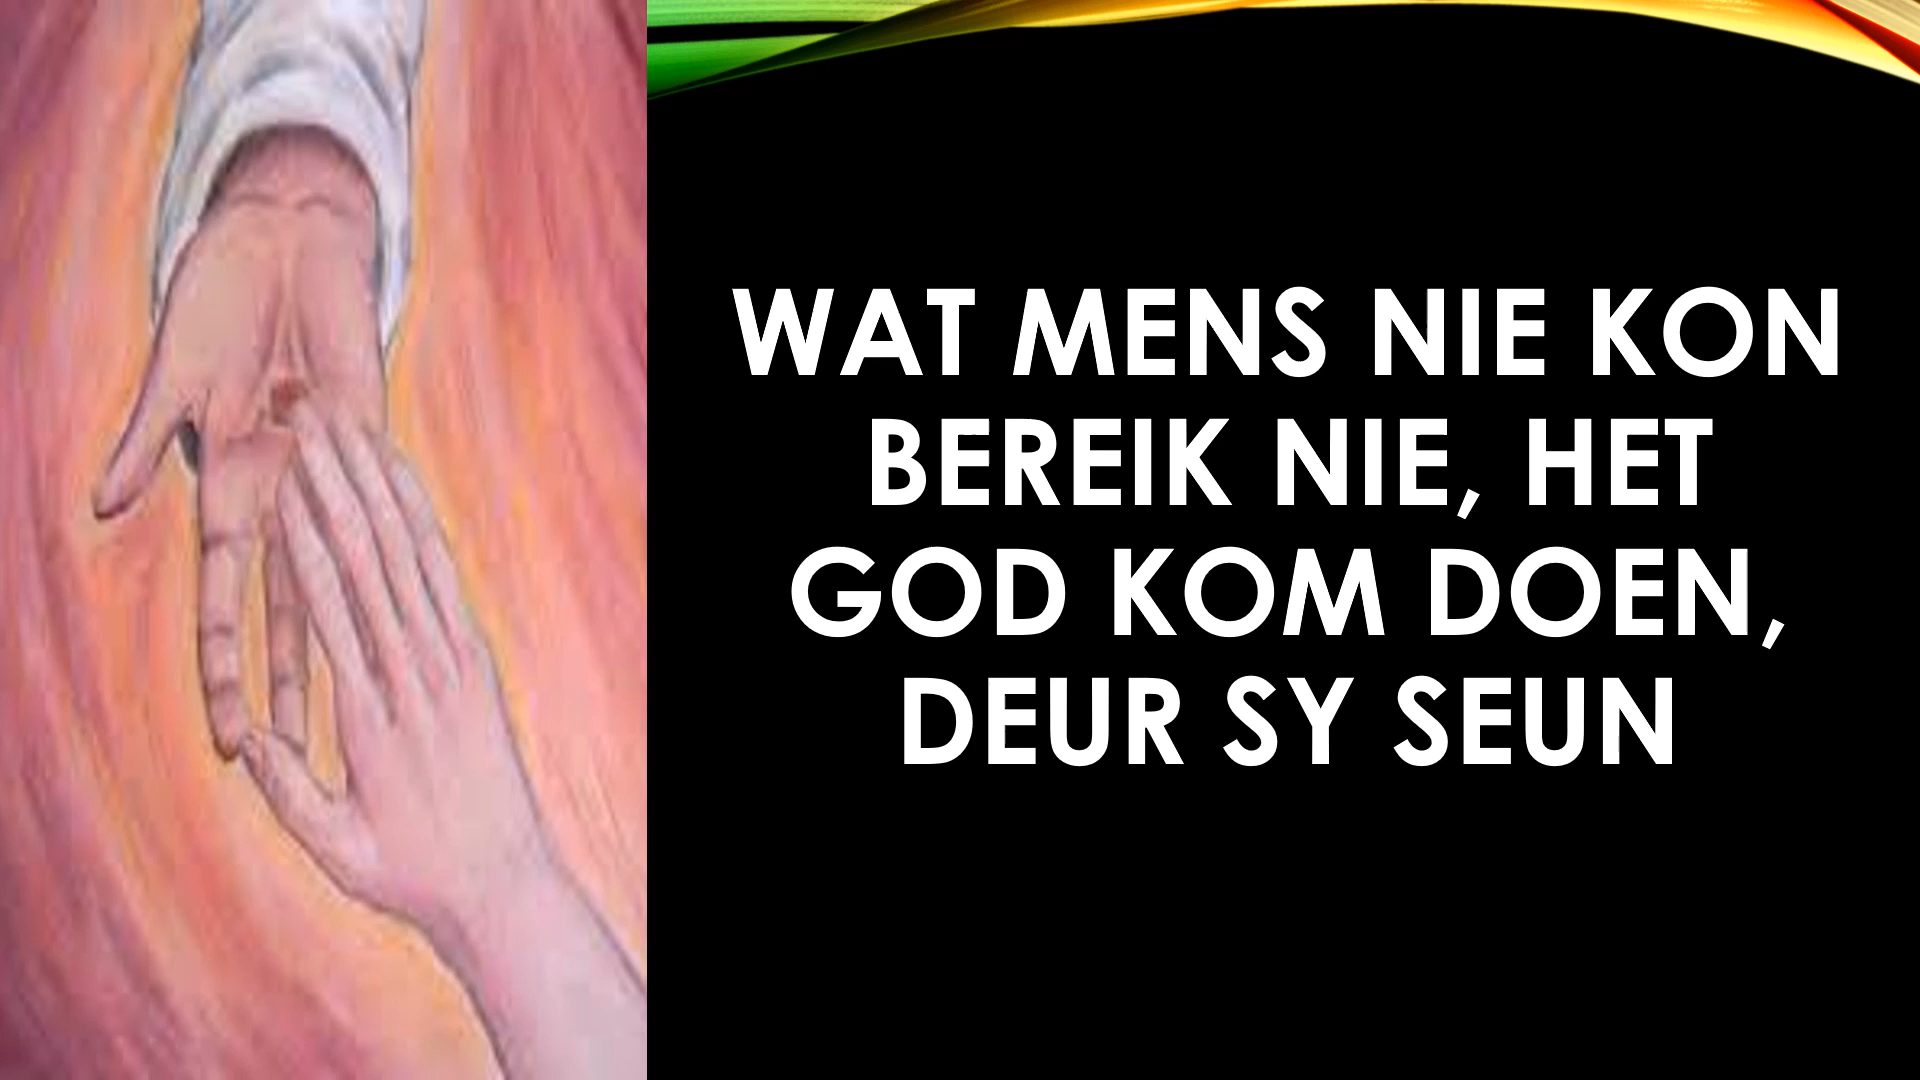 WAT MENS NIE KON
BEREIK NIE, HET
GOD KOM DOEN,
DEUR SY SEUN